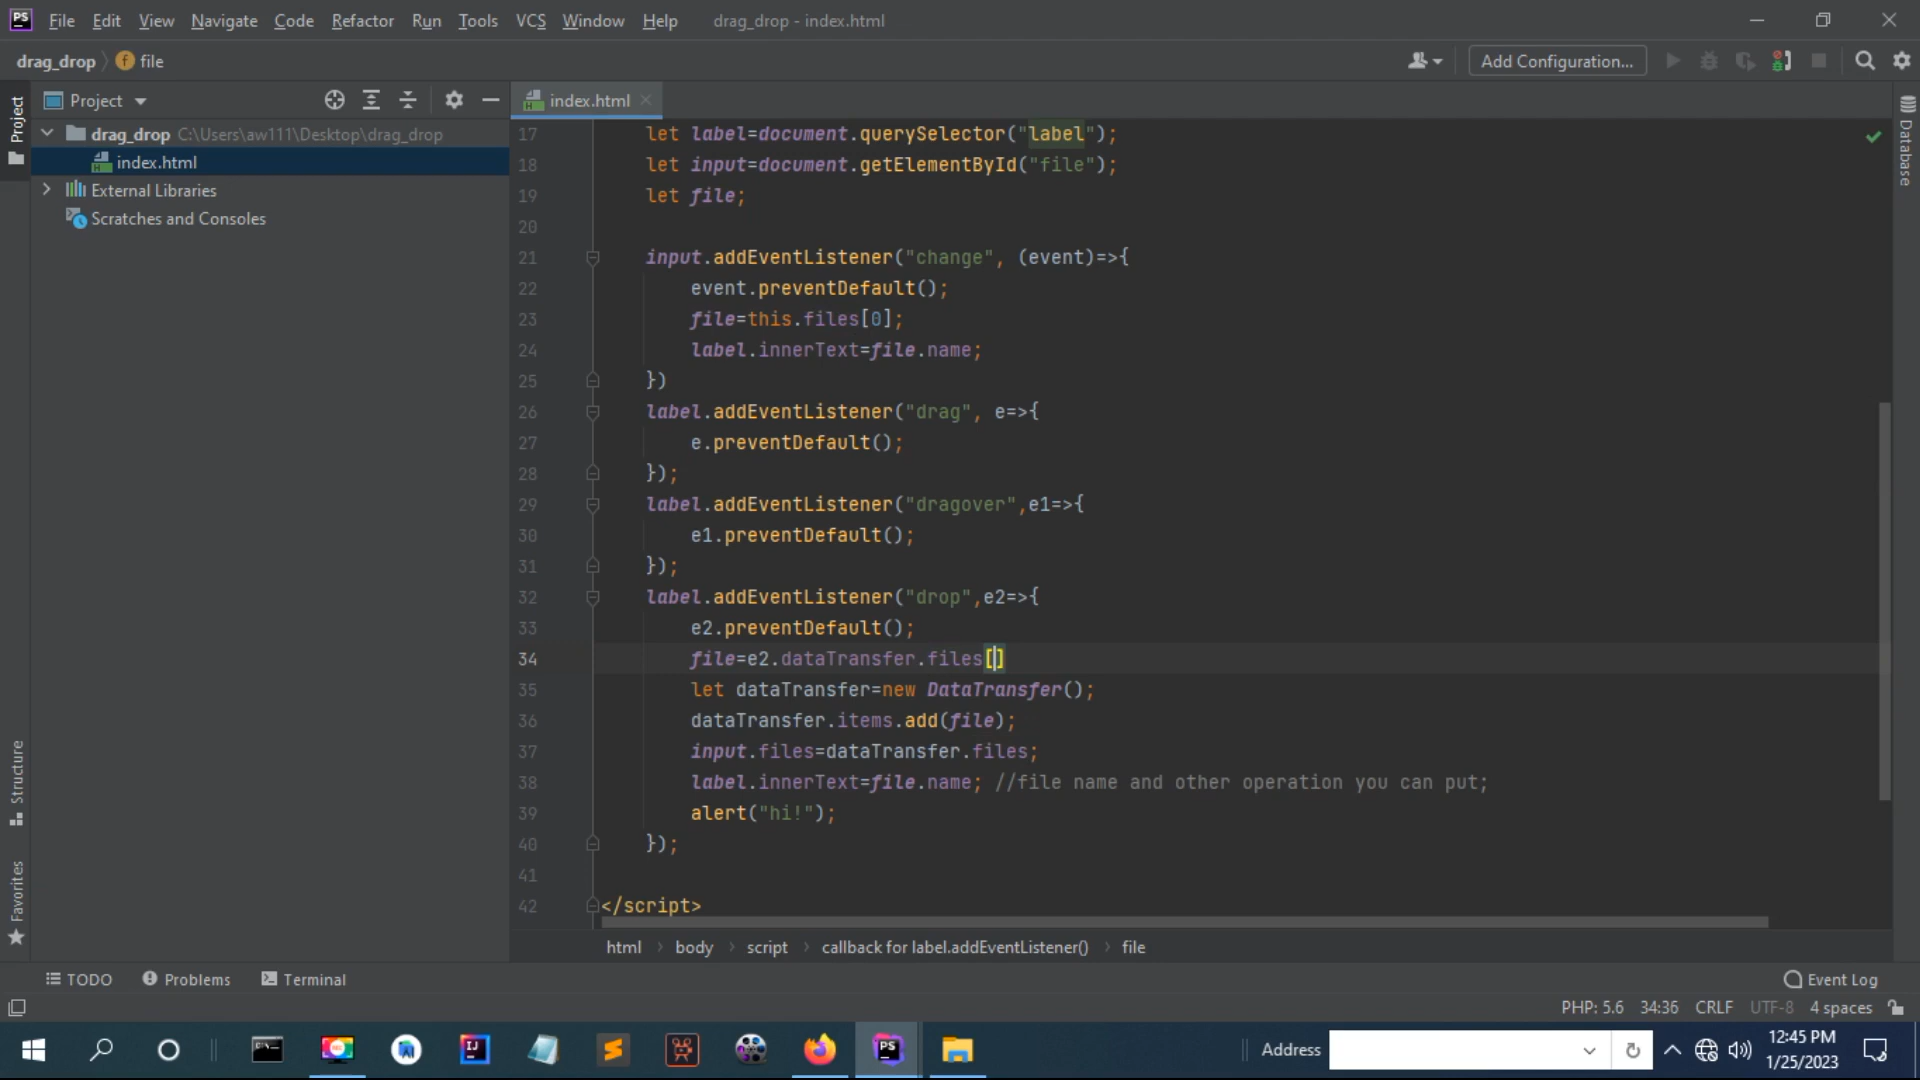 PS File Edit View Navigate Code Refactor Run Tools VCS Window Help drag_drop - index.html
drag_drop f file Add Configuration...
Project index.html
Project
drag_drop C:\Users\aw111\Desktop\drag_drop
index.html
External Libraries
Scratches and Consoles
Structure
Favorites
Database
17 let label=document.querySelector("label");
18 let input=document.getElementById("file");
19 let file;
20
21 input.addEventListener("change", (event)=>{
22 event.preventDefault();
23 file=this.files[0];
24 label.innerText=file.name;
25 })
26 label.addEventListener("drag", e=>{
27 e.preventDefault();
28 });
29 label.addEventListener("dragover",e1=>{
30 e1.preventDefault();
31 });
32 label.addEventListener("drop",e2=>{
33 e2.preventDefault();
34 file=e2.dataTransfer.files[]
35 let dataTransfer=new DataTransfer();
36 dataTransfer.items.add(file);
37 input.files=dataTransfer.files;
38 label.innerText=file.name; //file name and other operation you can put;
39 alert("hi!");
40 });
41
42 </script>
html body script callback for label.addEventListener() file
TODO Problems Terminal Event Log
PHP: 5.6 34:36 CRLF UTF-8 4 spaces
IJ PS Address 12:45 PM
1/25/2023